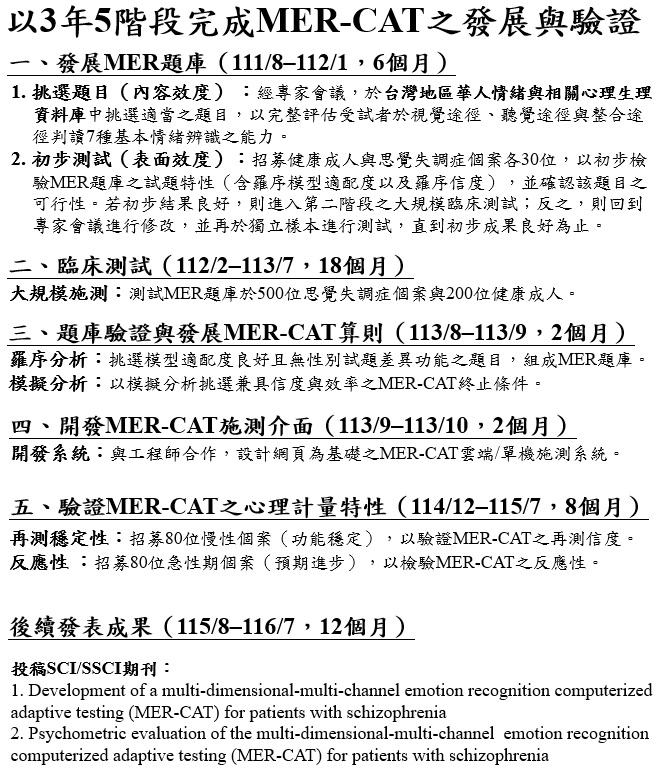 以3年5階段完成MER-CAT之發展與驗證
一、發展MER題庫（111/8–112/1，6個月）
1. 挑選題目（內容效度）：經專家會議，於台灣地區華人情緒與相關心理生理
資料庫中挑選適當之題目，以完整評估受試者於視覺途徑、聽覺途徑與整合途
徑判讀7種基本情緒辨識之能力。
2. 初步測試（表面效度）：招募健康成人與思覺失調症個案各30位，以初步檢
驗MER題庫之試題特性（含羅序模型適配度以及羅序信度），並確認該題目之
可行性。若初步結果良好，則進入第二階段之大規模臨床測試；反之，則回到
專家會議進行修改，並再於獨立樣本進行測試，直到初步成果良好為止。
二、臨床測試（112/2–113/7，18個月）
大規模施測：測試MER題庫於500位思覺失調症個案與200位健康成人。
三、題庫驗證與發展MER-CAT算則（113/8–113/9，2個月）
羅序分析：挑選模型適配度良好且無性別試題差異功能之題目，組成MER題庫。
模擬分析：以模擬分析挑選兼具信度與效率之MER-CAT終止條件。
四、開發MER-CAT施測介面（113/9–113/10，2個月）
開發系統：與工程師合作，設計網頁為基礎之MER-CAT雲端/單機施測系統。
五、驗證MER-CAT之心理計量特性（114/12–115/7，8個月）
再測穩定性：招募80位慢性個案（功能穩定），以驗證MER-CAT之再測信度。
反應性：招募80位急性期個案（預期進步），以檢驗MER-CAT之反應性。
後續發表成果（115/8–116/7，12個月）
投稿SCI/SSCI期刊：
1. Development of a multi-dimensional-multi-channel emotion recognition computerized
adaptive testing (MER-CAT) for patients with schizophrenia
2. Psychometric evaluation of the multi-dimensional-multi-channel emotion recognition
computerized adaptive testing (MER-CAT) for patients with schizophrenia